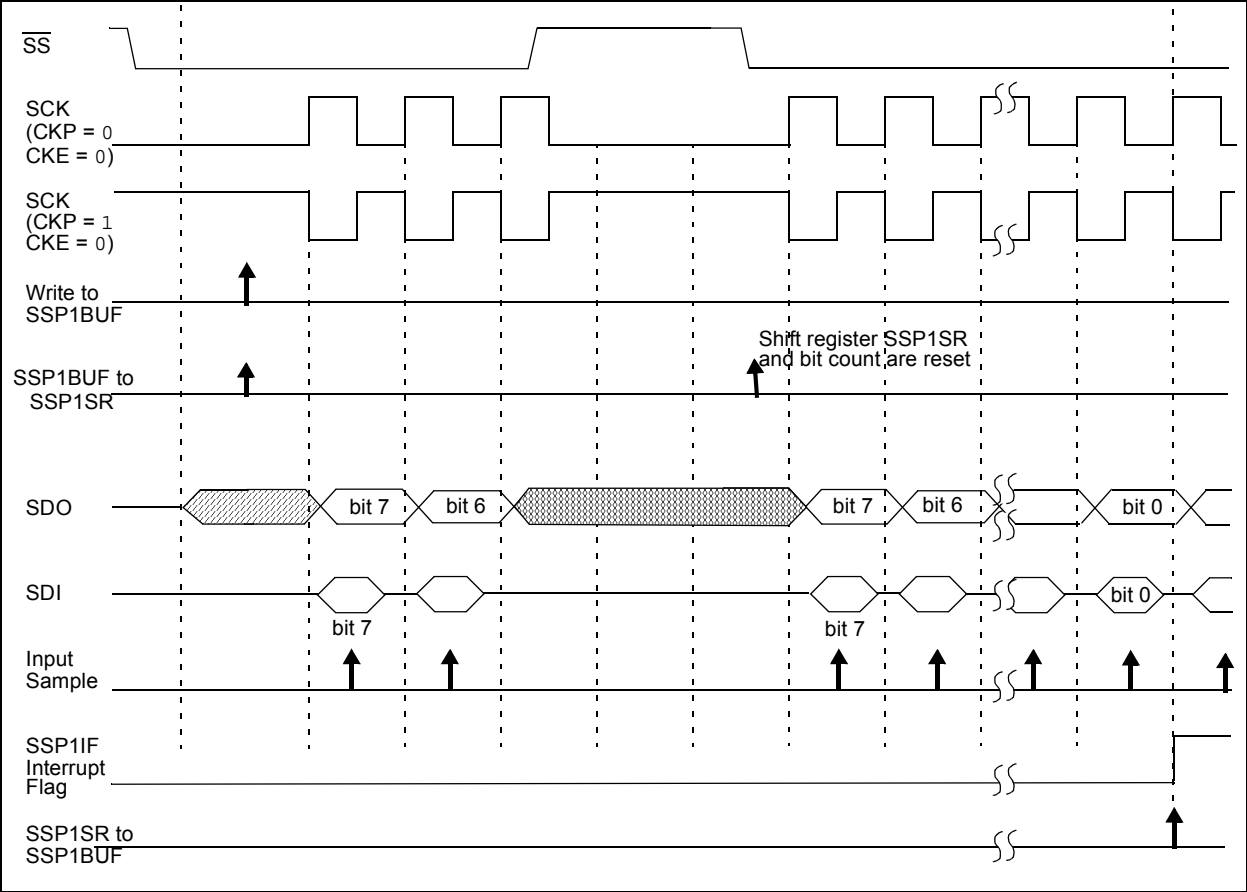 SS
SCK
(CKP = 0
CKE = 0)
SCK
(CKP = 1
CKE = 0)
Write to
SSP1BUF
Shift register SSP1SR
and bit count are reset
SSP1BUF to
SSP1SR
SDO
bit 7
bit 6
bit 7
bit 6
bit 0
SDI
bit 0
bit 7
bit 7
Input
Sample
SSP1IF
Interrupt
Flag
SSP1SR to
SSP1BUF